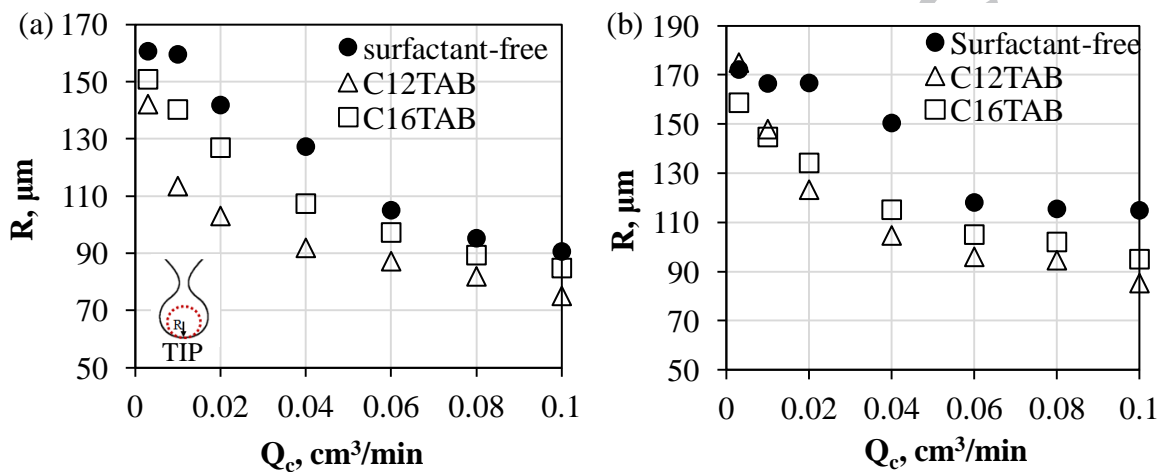 (a)
170
150
130
110
90
70
50
R, µm
surfactant-free
C12TAB
C16TAB
R
TIP
0 0.02 0.04 0.06 0.08 0.1
Qc, cm³/min
(b)
190
170
150
130
110
90
70
50
R, µm
Surfactant-free
C12TAB
C16TAB
0 0.02 0.04 0.06 0.08 0.1
Qc, cm³/min